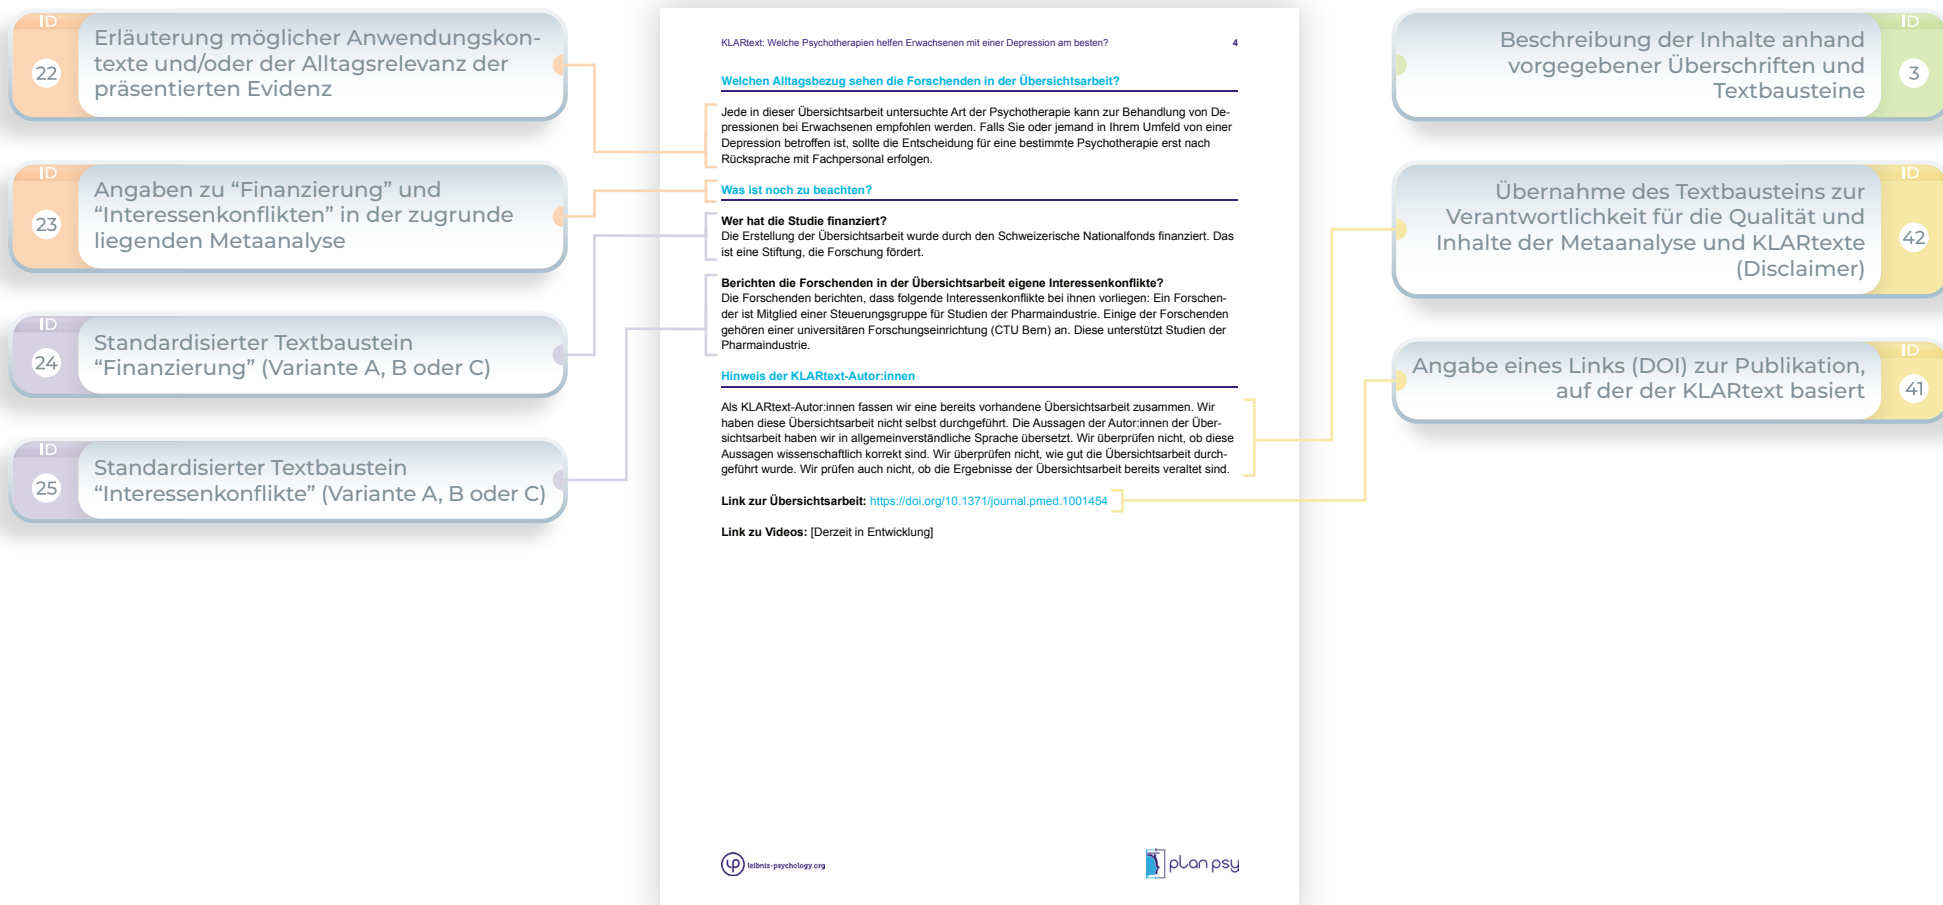 ID
22
Erläuterung möglicher Anwendungskon-
texte und/oder der Alltagsrelevanz der
präsentierten Evidenz
ID
23
Angaben zu “Finanzierung” und
“Interessenkonflikten” in der zugrunde
liegenden Metaanalyse
ID
24
Standardisierter Textbaustein
“Finanzierung” (Variante A, B oder C)
ID
25
Standardisierter Textbaustein
“Interessenkonflikte” (Variante A, B oder C)
KLARtext: Welche Psychotherapien helfen Erwachsenen mit einer Depression am besten? 4
Welchen Alltagsbezug sehen die Forschenden in der Übersichtsarbeit?
Jede in dieser Übersichtsarbeit untersuchte Art der Psychotherapie kann zur Behandlung von De-
pressionen bei Erwachsenen empfohlen werden. Falls Sie oder jemand in Ihrem Umfeld von einer
Depression betroffen ist, sollte die Entscheidung für eine bestimmte Psychotherapie erst nach
Rücksprache mit Fachpersonal erfolgen.
Was ist noch zu beachten?
Wer hat die Studie finanziert?
Die Erstellung der Übersichtsarbeit wurde durch den Schweizerische Nationalfonds finanziert. Das
ist eine Stiftung, die Forschung fördert.
Berichten die Forschenden in der Übersichtsarbeit eigene Interessenkonflikte?
Die Forschenden berichten, dass folgende Interessenkonflikte bei ihnen vorliegen: Ein Forschen-
der ist Mitglied einer Steuerungsgruppe für Studien der Pharmaindustrie. Einige der Forschenden
gehören einer universitären Forschungseinrichtung (CTU Bern) an. Diese unterstützt Studien der
Pharmaindustrie.
Hinweis der KLARtext-Autor:innen
Als KLARtext-Autor:innen fassen wir eine bereits vorhandene Übersichtsarbeit zusammen. Wir
haben diese Übersichtsarbeit nicht selbst durchgeführt. Die Aussagen der Autor:innen der Über-
sichtsarbeit haben wir in allgemeinverständliche Sprache übersetzt. Wir überprüfen nicht, ob diese
Aussagen wissenschaftlich korrekt sind. Wir überprüfen nicht, wie gut die Übersichtsarbeit durch-
geführt wurde. Wir prüfen auch nicht, ob die Ergebnisse der Übersichtsarbeit bereits veraltet sind.
Link zur Übersichtsarbeit: https://doi.org/10.1371/journal.pmed.1001454
Link zu Videos: [Derzeit in Entwicklung]
leibniz-psychology.org
plan psy
ID
3
Beschreibung der Inhalte anhand
vorgegebener Überschriften und
Textbausteine
ID
42
Übernahme des Textbausteins zur
Verantwortlichkeit für die Qualität und
Inhalte der Metaanalyse und KLARtexte
(Disclaimer)
ID
41
Angabe eines Links (DOI) zur Publikation,
auf der der KLARtext basiert